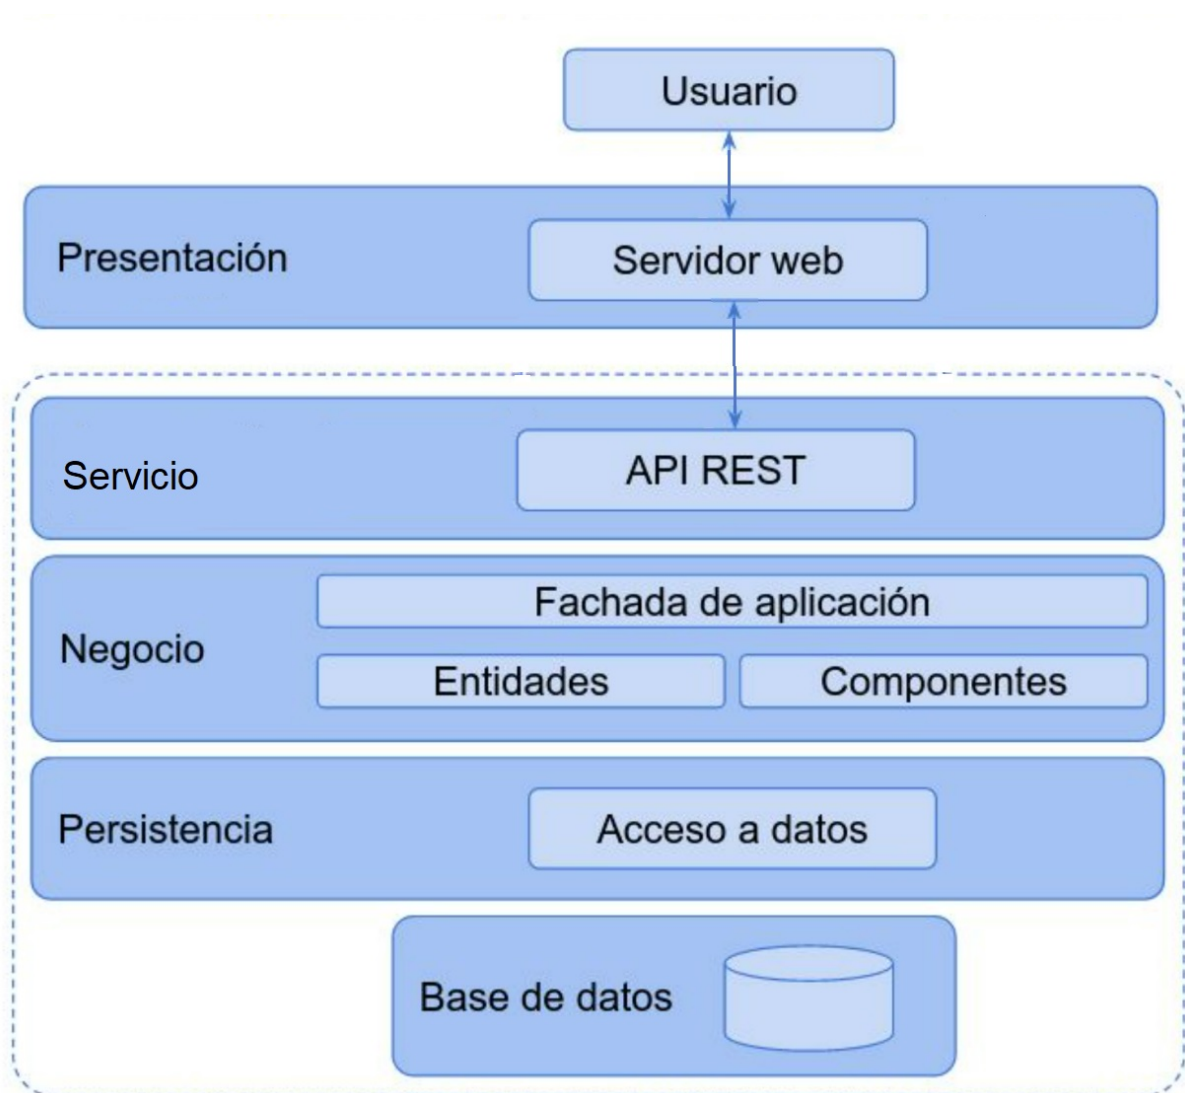 Usuario
Presentación
Servidor web
Servicio
API REST
Negocio
Fachada de aplicación
Entidades
Componentes
Persistencia
Acceso a datos
Base de datos